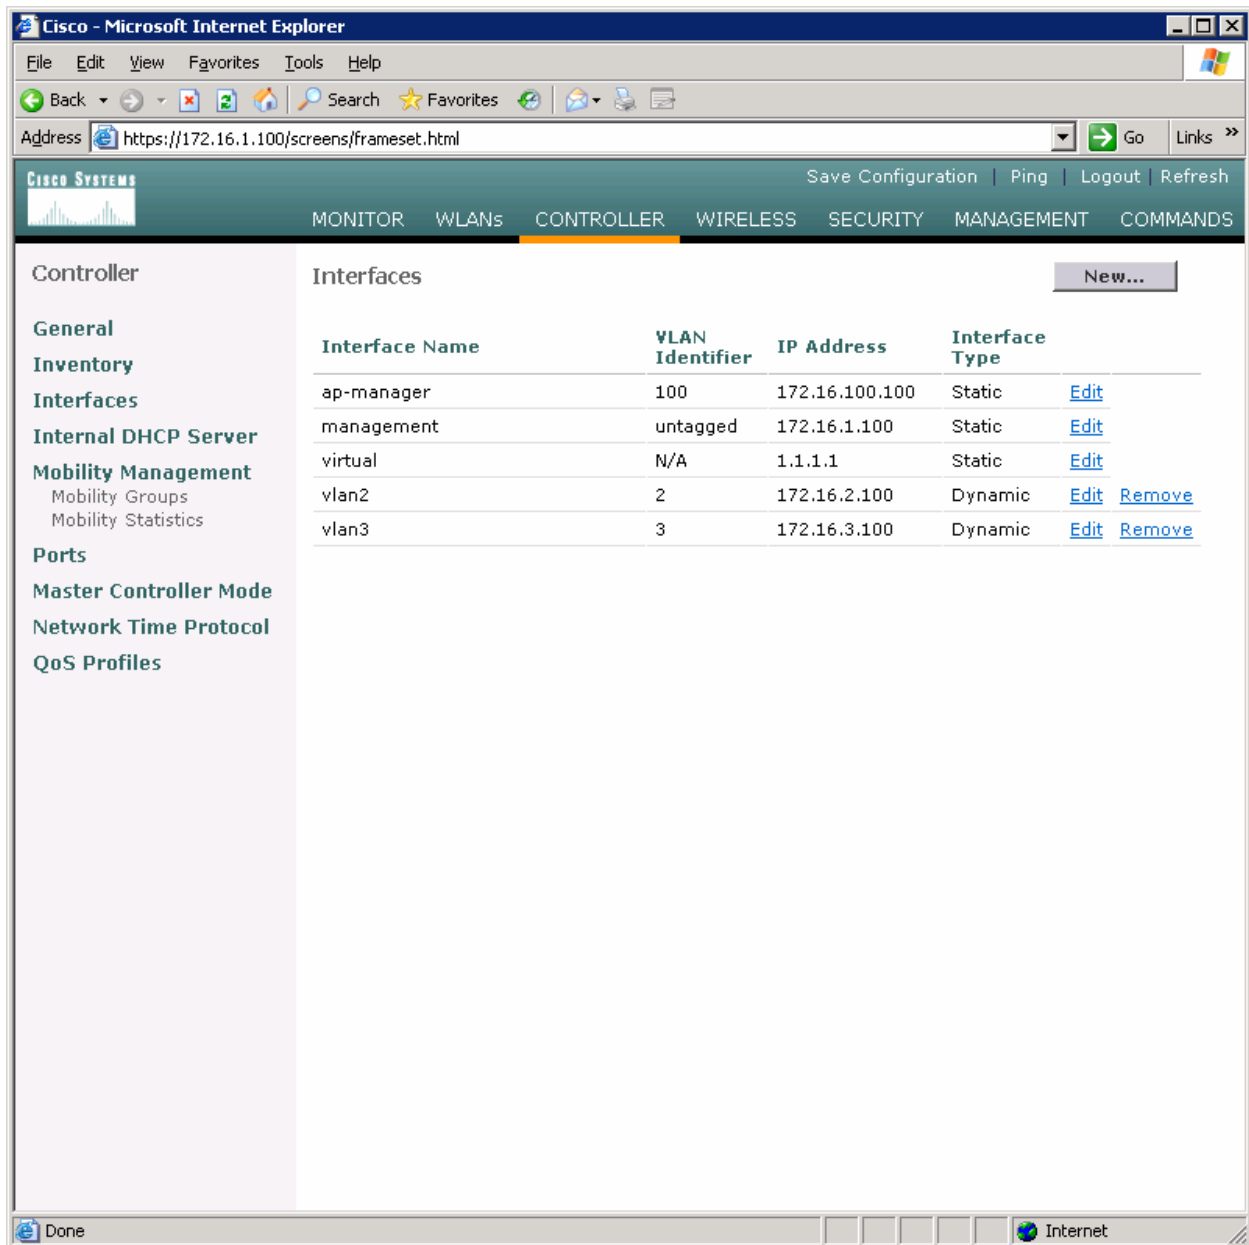 Cisco - Microsoft Internet Explorer
File Edit View Favorites Tools Help
Back Search Favorites
Address https://172.16.1.100/screens/frameset.html Go Links »
CISCO SYSTEMS
Save Configuration | Ping | Logout | Refresh
MONITOR WLANs CONTROLLER WIRELESS SECURITY MANAGEMENT COMMANDS
Controller
General
Inventory
Interfaces
Internal DHCP Server
Mobility Management
Mobility Groups
Mobility Statistics
Ports
Master Controller Mode
Network Time Protocol
QoS Profiles
Interfaces New...
Interface Name VLAN Identifier IP Address Interface Type
ap-manager 100 172.16.100.100 Static Edit
management untagged 172.16.1.100 Static Edit
virtual N/A 1.1.1.1 Static Edit
vlan2 2 172.16.2.100 Dynamic Edit Remove
vlan3 3 172.16.3.100 Dynamic Edit Remove
Done Internet